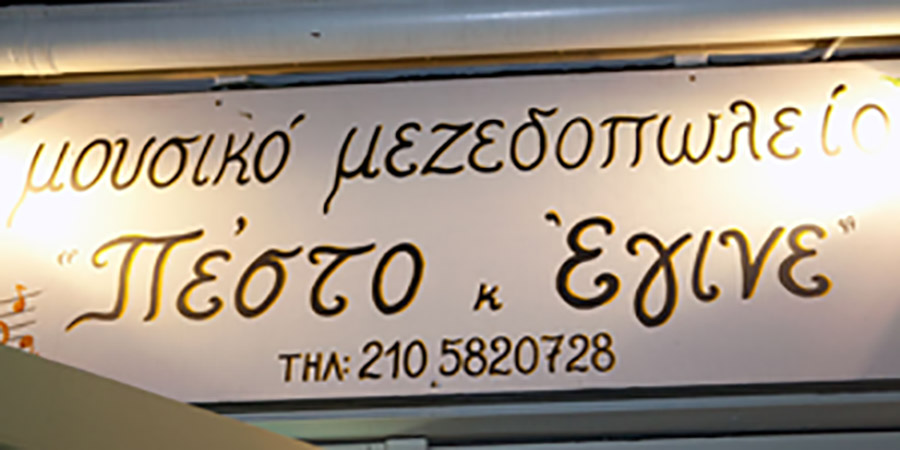 μουσικό μεζεδοπωλείο
“Πέστο κ Έγινε”
ΤΗΛ: 210 5820728